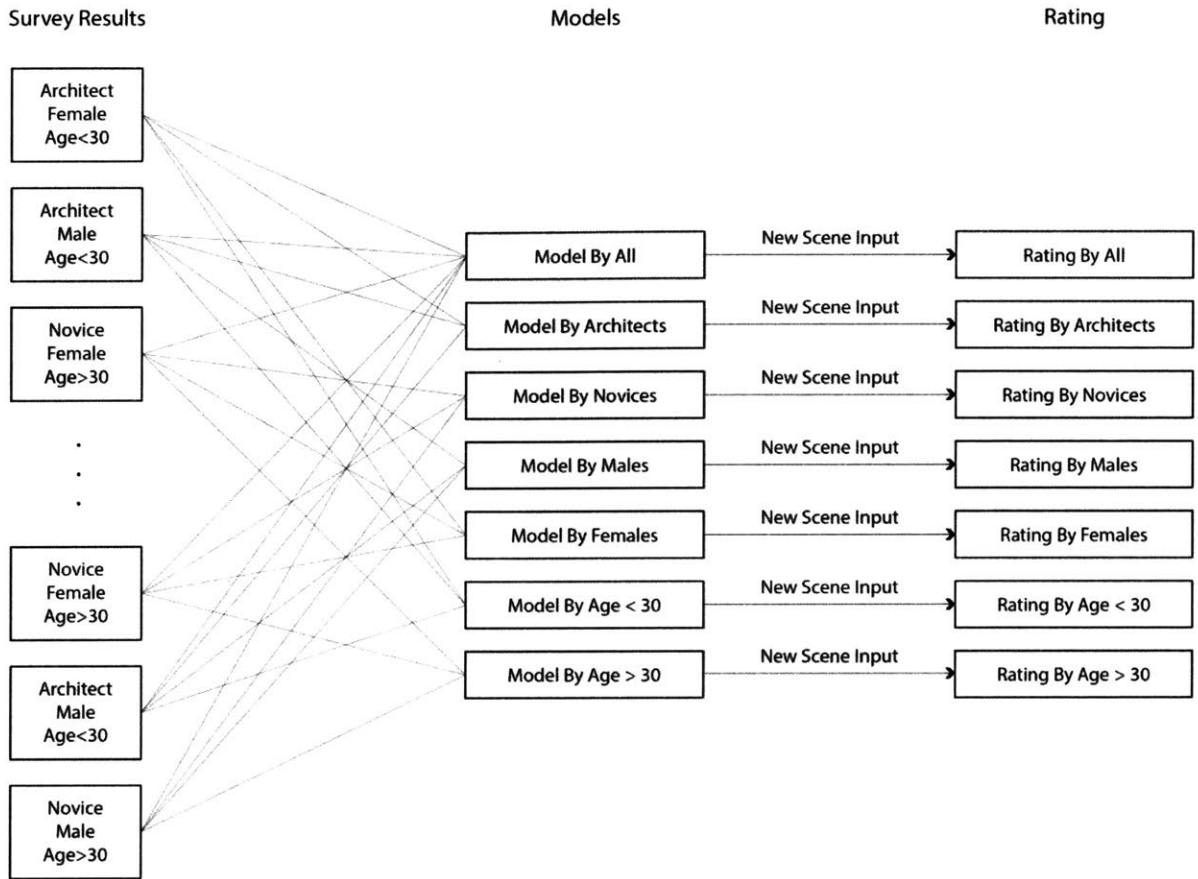 Survey Results
Models
Rating
Architect
Female
Age<30
Architect
Male
Age<30
Novice
Female
Age>30
Novice
Female
Age>30
Architect
Male
Age<30
Novice
Male
Age>30
Model By All
Model By Architects
Model By Novices
Model By Males
Model By Females
Model By Age < 30
Model By Age > 30
New Scene Input
New Scene Input
New Scene Input
New Scene Input
New Scene Input
New Scene Input
New Scene Input
Rating By All
Rating By Architects
Rating By Novices
Rating By Males
Rating By Females
Rating By Age < 30
Rating By Age > 30